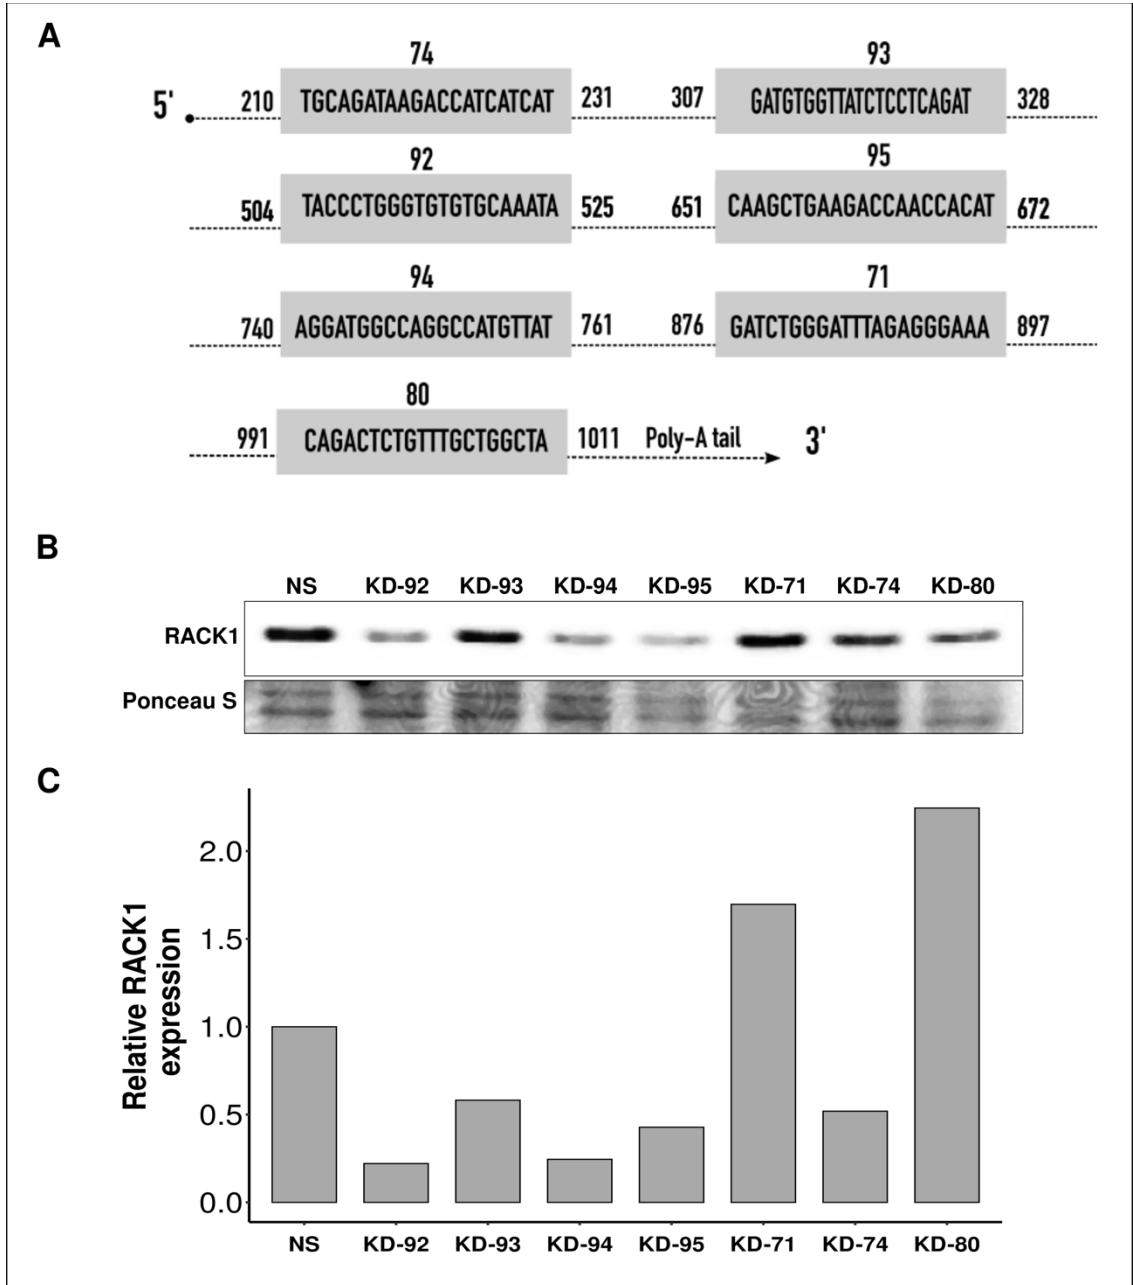 A
74
93
5'
210
TGCAGATAAGACCATCATCAT
231
307
GATGTGGTTATCTCCTCAGAT
328
92
95
504
TACCCTGGGTGTGTGCAAATA
525
651
CAAGCTGAAGACCAACCACAT
672
94
71
740
AGGATGGCCAGGCCATGTTAT
761
876
GATCTGGGATTTAGAGGGAAA
897
80
991
CAGACTCTGTTTGCTGGCTA
1011
Poly-A tail
3'
B
NS KD-92 KD-93 KD-94 KD-95 KD-71 KD-74 KD-80
RACK1
Ponceau S
C
Relative RACK1
expression
2.0
1.5
1.0
0.5
0.0
NS KD-92 KD-93 KD-94 KD-95 KD-71 KD-74 KD-80